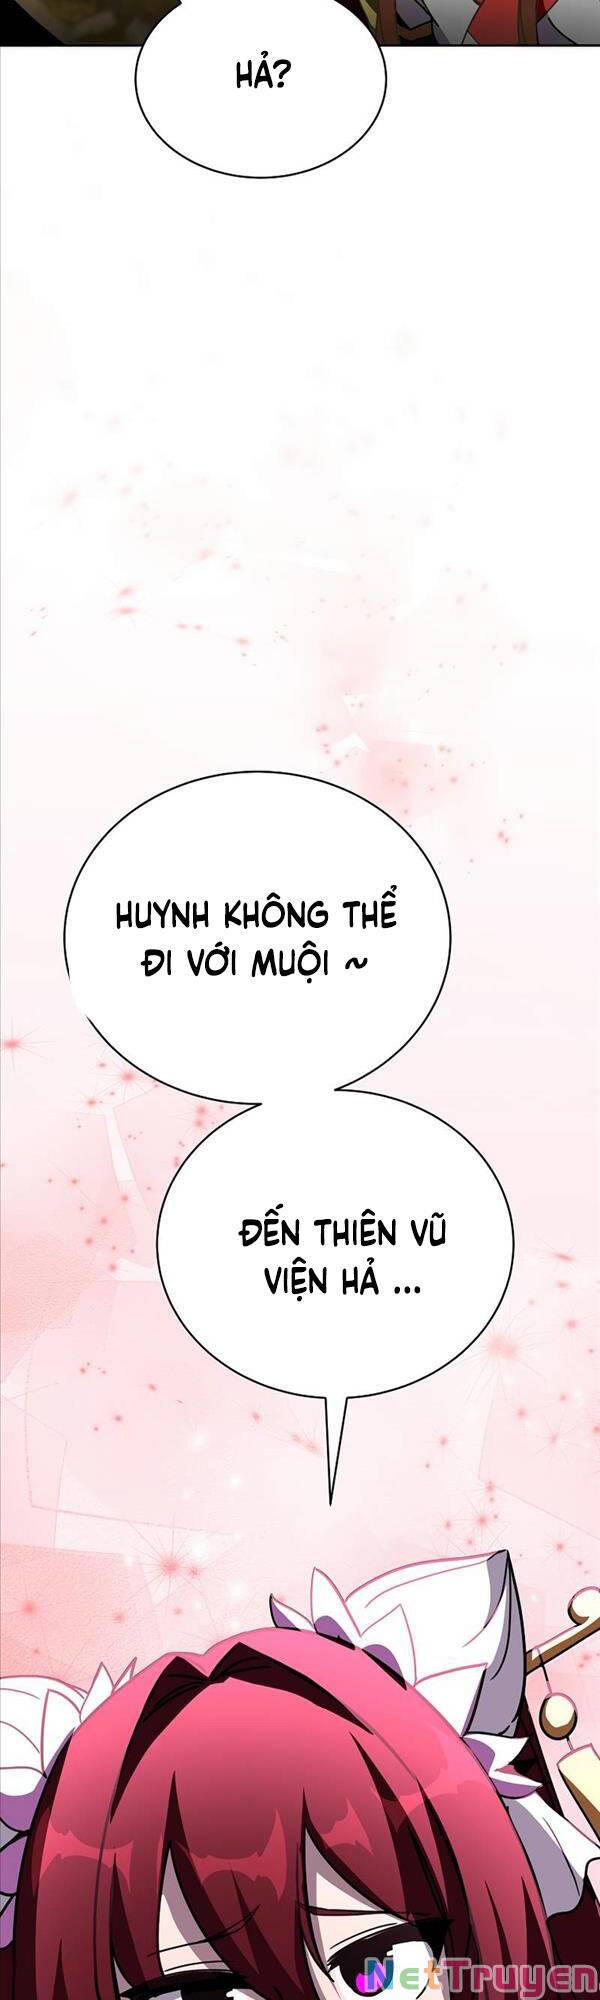 HẢ?
HUYNH KHÔNG THỂ
ĐI VỚI MUỘI ~
ĐẾN THIÊN VŨ
VIỆN HẢ ...
NetTruyen